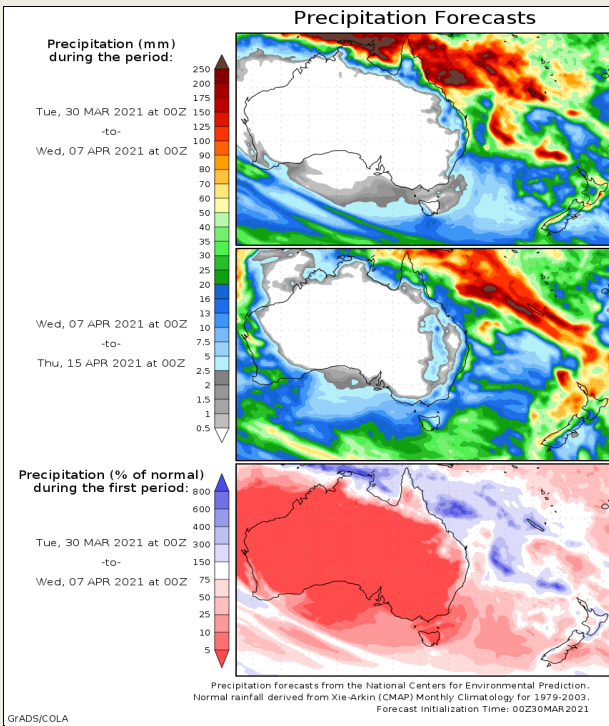 Precipitation Forecasts
Precipitation (mm)
during the period:
Tue, 30 MAR 2021 at 00Z
-to-
Wed, 07 APR 2021 at 00Z
250
200
175
150
125
100
90
80
70
60
50
40
35
30
25
20
16
13
10
7.5
5
2.5
2
1.5
1
0.5
Wed, 07 APR 2021 at 00Z
-to-
Thu, 15 APR 2021 at 00Z
Precipitation (% of normal)
during the first period:
Tue, 30 MAR 2021 at 00Z
-to-
Wed, 07 APR 2021 at 00Z
800
600
400
300
150
75
50
25
10
5
Precipitation forecasts from the National Centers for Environmental Prediction.
Normal rainfall derived from Xie-Arkin (CMAP) Monthly Climatology for 1979-2003.
Forecast Initialization Time: 00Z30MAR2021
GrADS/COLA